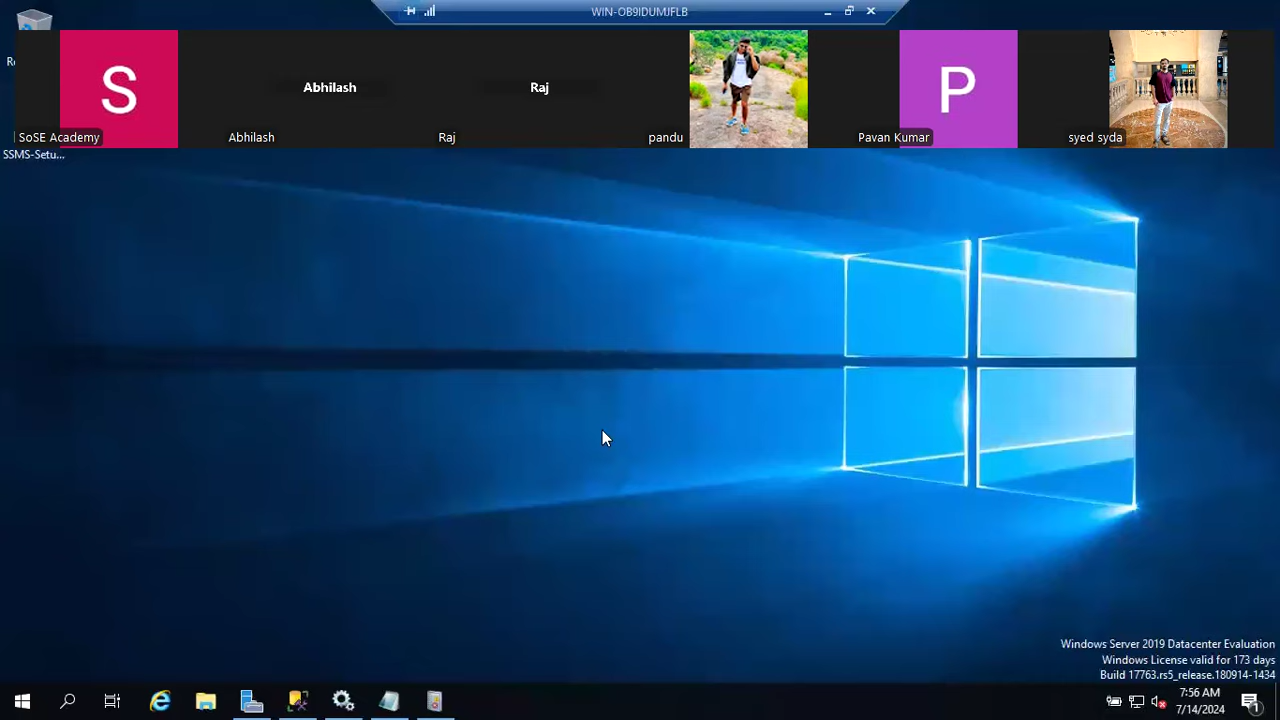 WIN-OB9IDUMJFLB
S
Abhilash
Raj
P
SoSE Academy
Abhilash
Raj
pandu
Pavan Kumar
syed syda
SSMS-Setu...
Windows Server 2019 Datacenter Evaluation
Windows License valid for 173 days
Build 17763.rs5_release.180914-1434
7:56 AM
7/14/2024
1